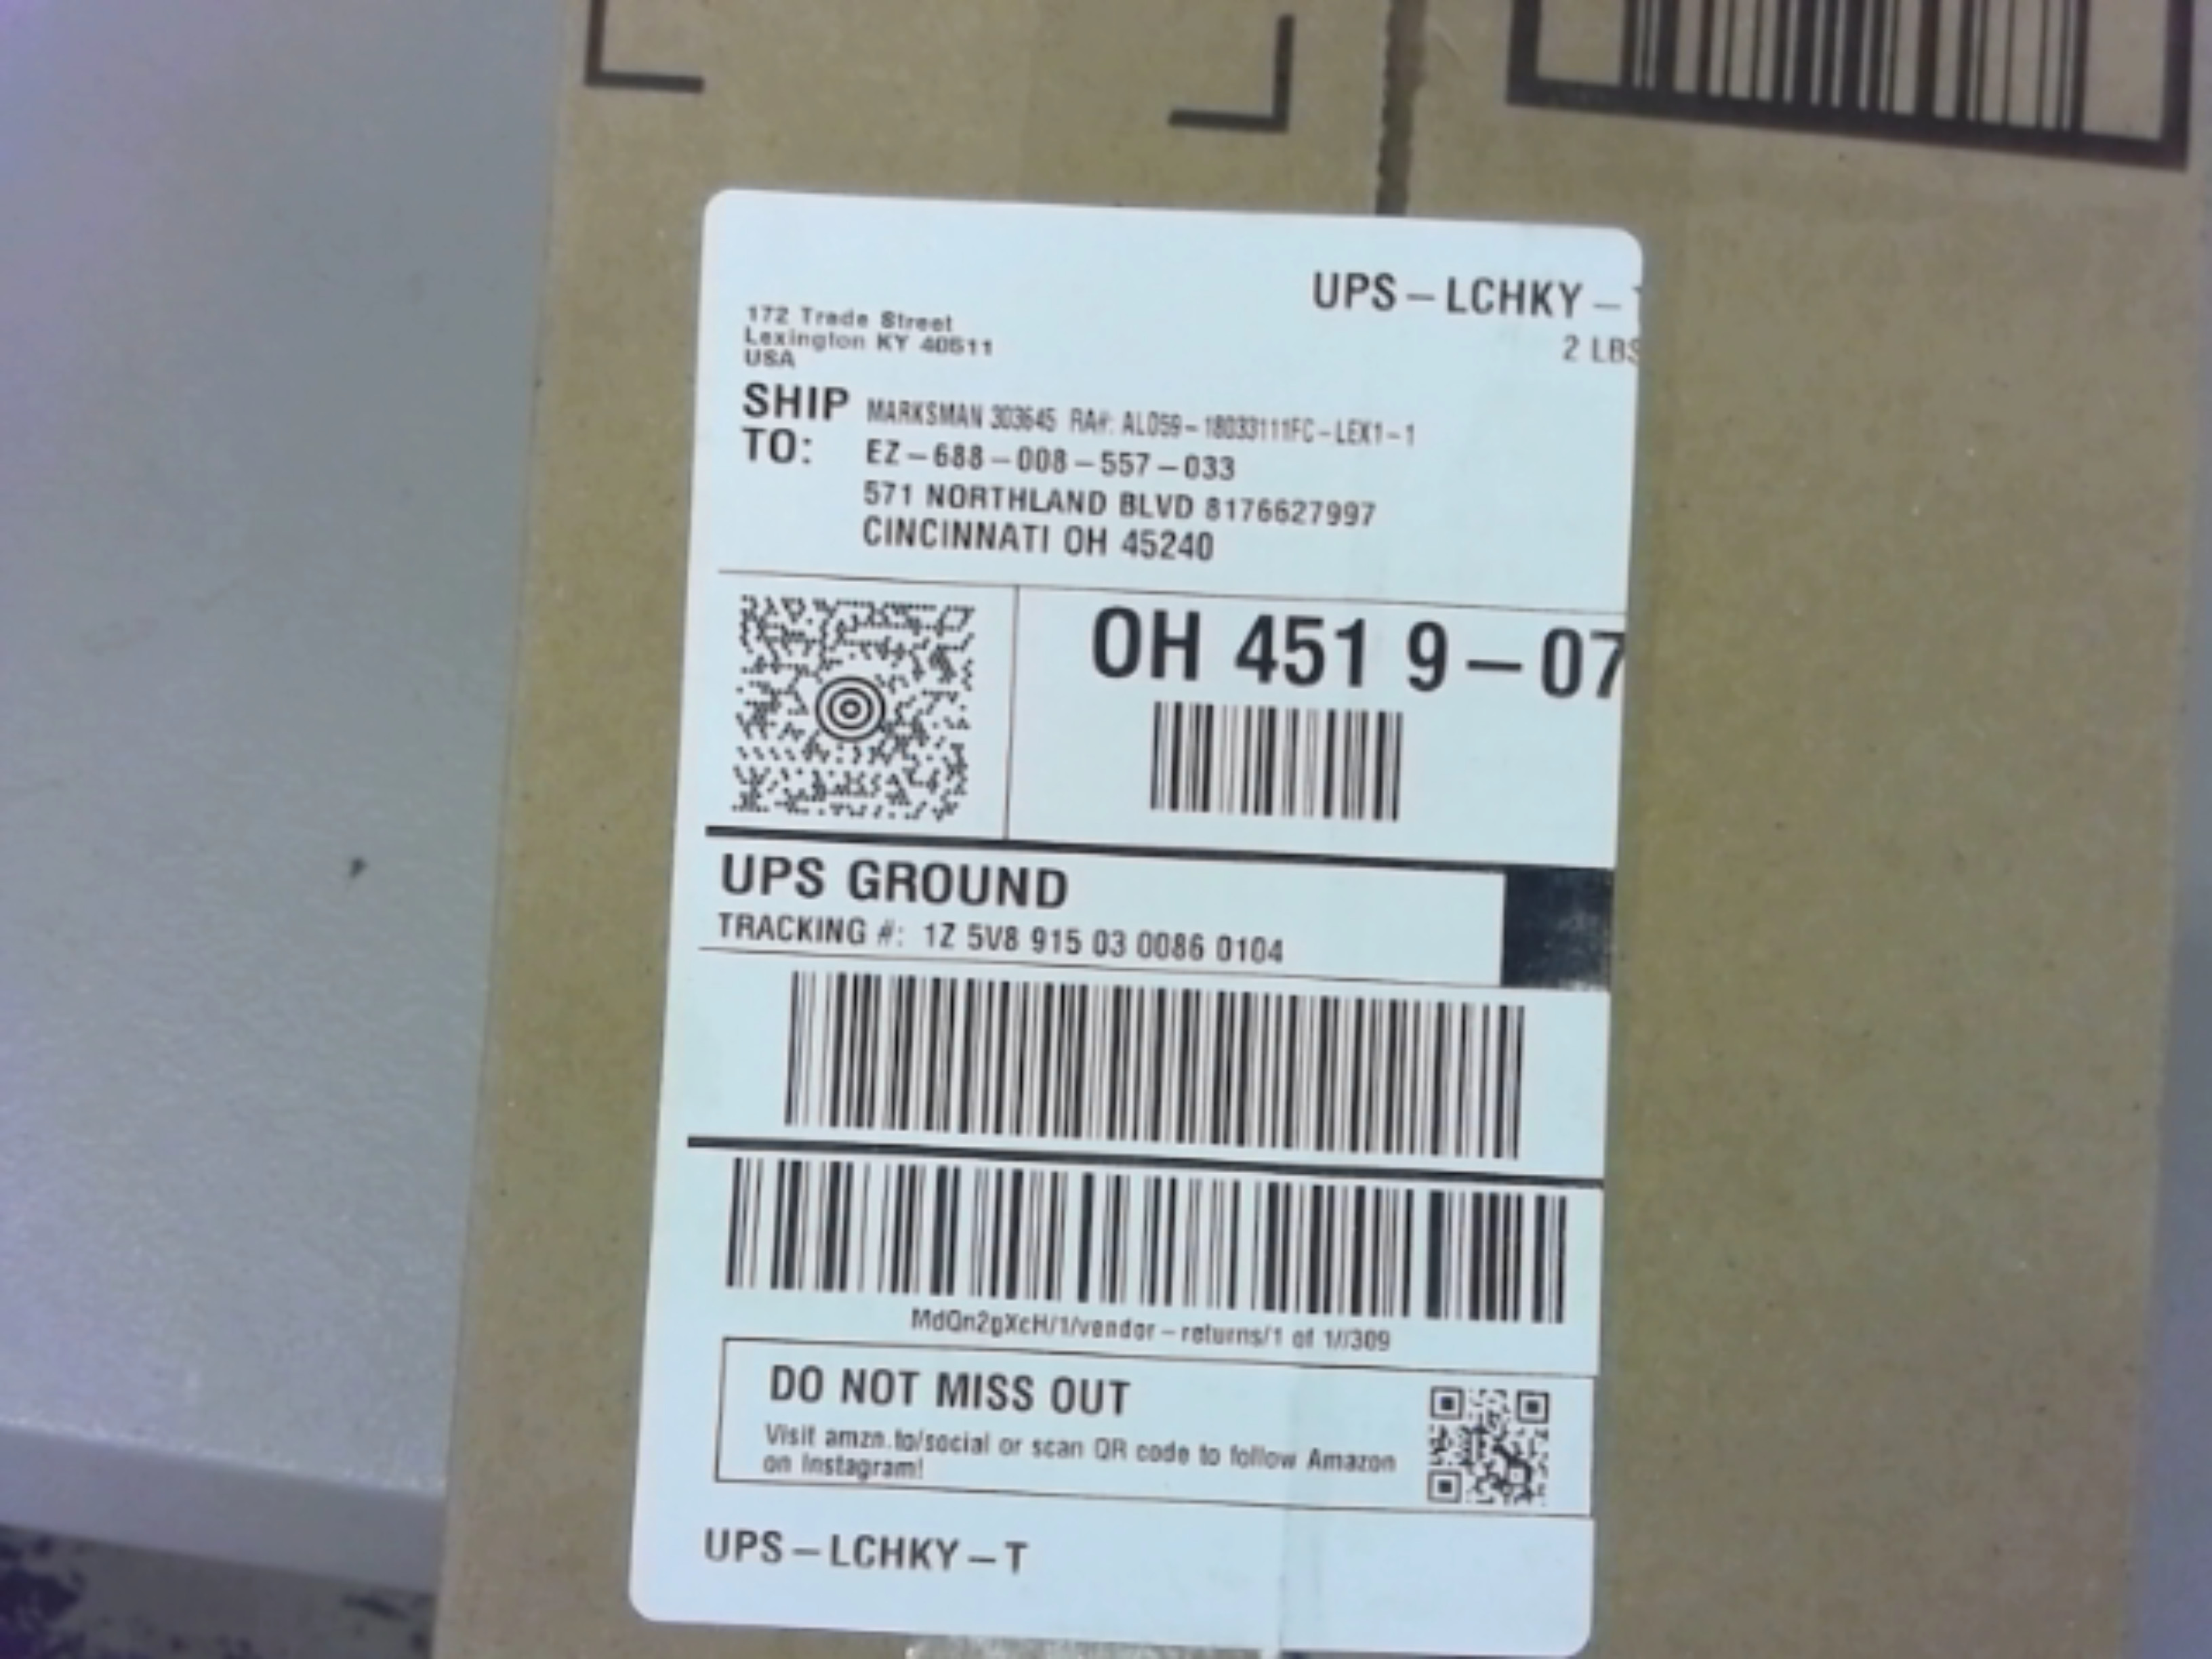 UPS – LCHKY –
172 Trade Street
2 LBS
Lexington KY 40511
USA
SHIP TO:
MARKSMAN 303645 RA#: AL059-18033111FC-LEX1-1
EZ-688-008-557-033
571 NORTHLAND BLVD 8176627997
CINCINNATI OH 45240
OH 451 9-07
UPS GROUND
TRACKING #: 1Z 5V8 915 03 0086 0104
MdQn2gXcH/1/vendor-returns/1 of 1//309
DO NOT MISS OUT
Visit amzn.to/social or scan QR code to follow Amazon
on Instagram!
UPS-LCHKY-T